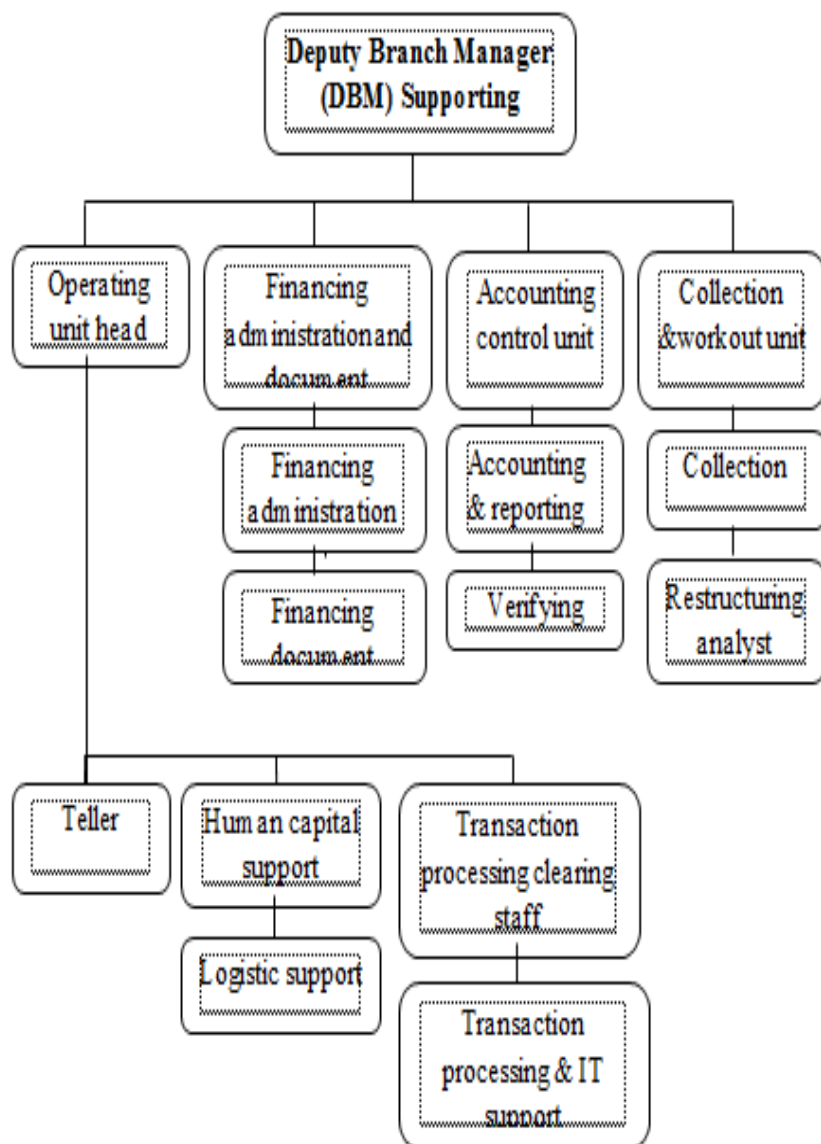 Deputy Branch Manager
(DBM) Supporting
Operating
unit head
Financing
administration and
document
Accounting
control unit
Collection
&workout unit
Financing
administration
Accounting
& reporting
Collection
Financing
document
Verifying
Restructuring
analyst
Teller
Human capital
support
Transaction
processing clearing
staff
Logistic support
Transaction
processing & IT
support